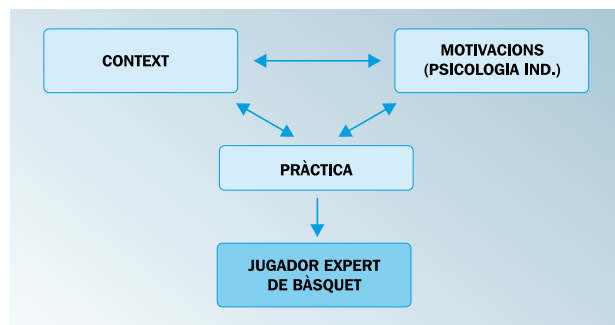 CONTEXT
MOTIVACIONS
(PSICOLOGIA IND.)
PRÀCTICA
JUGADOR EXPERT
DE BÀSQUET